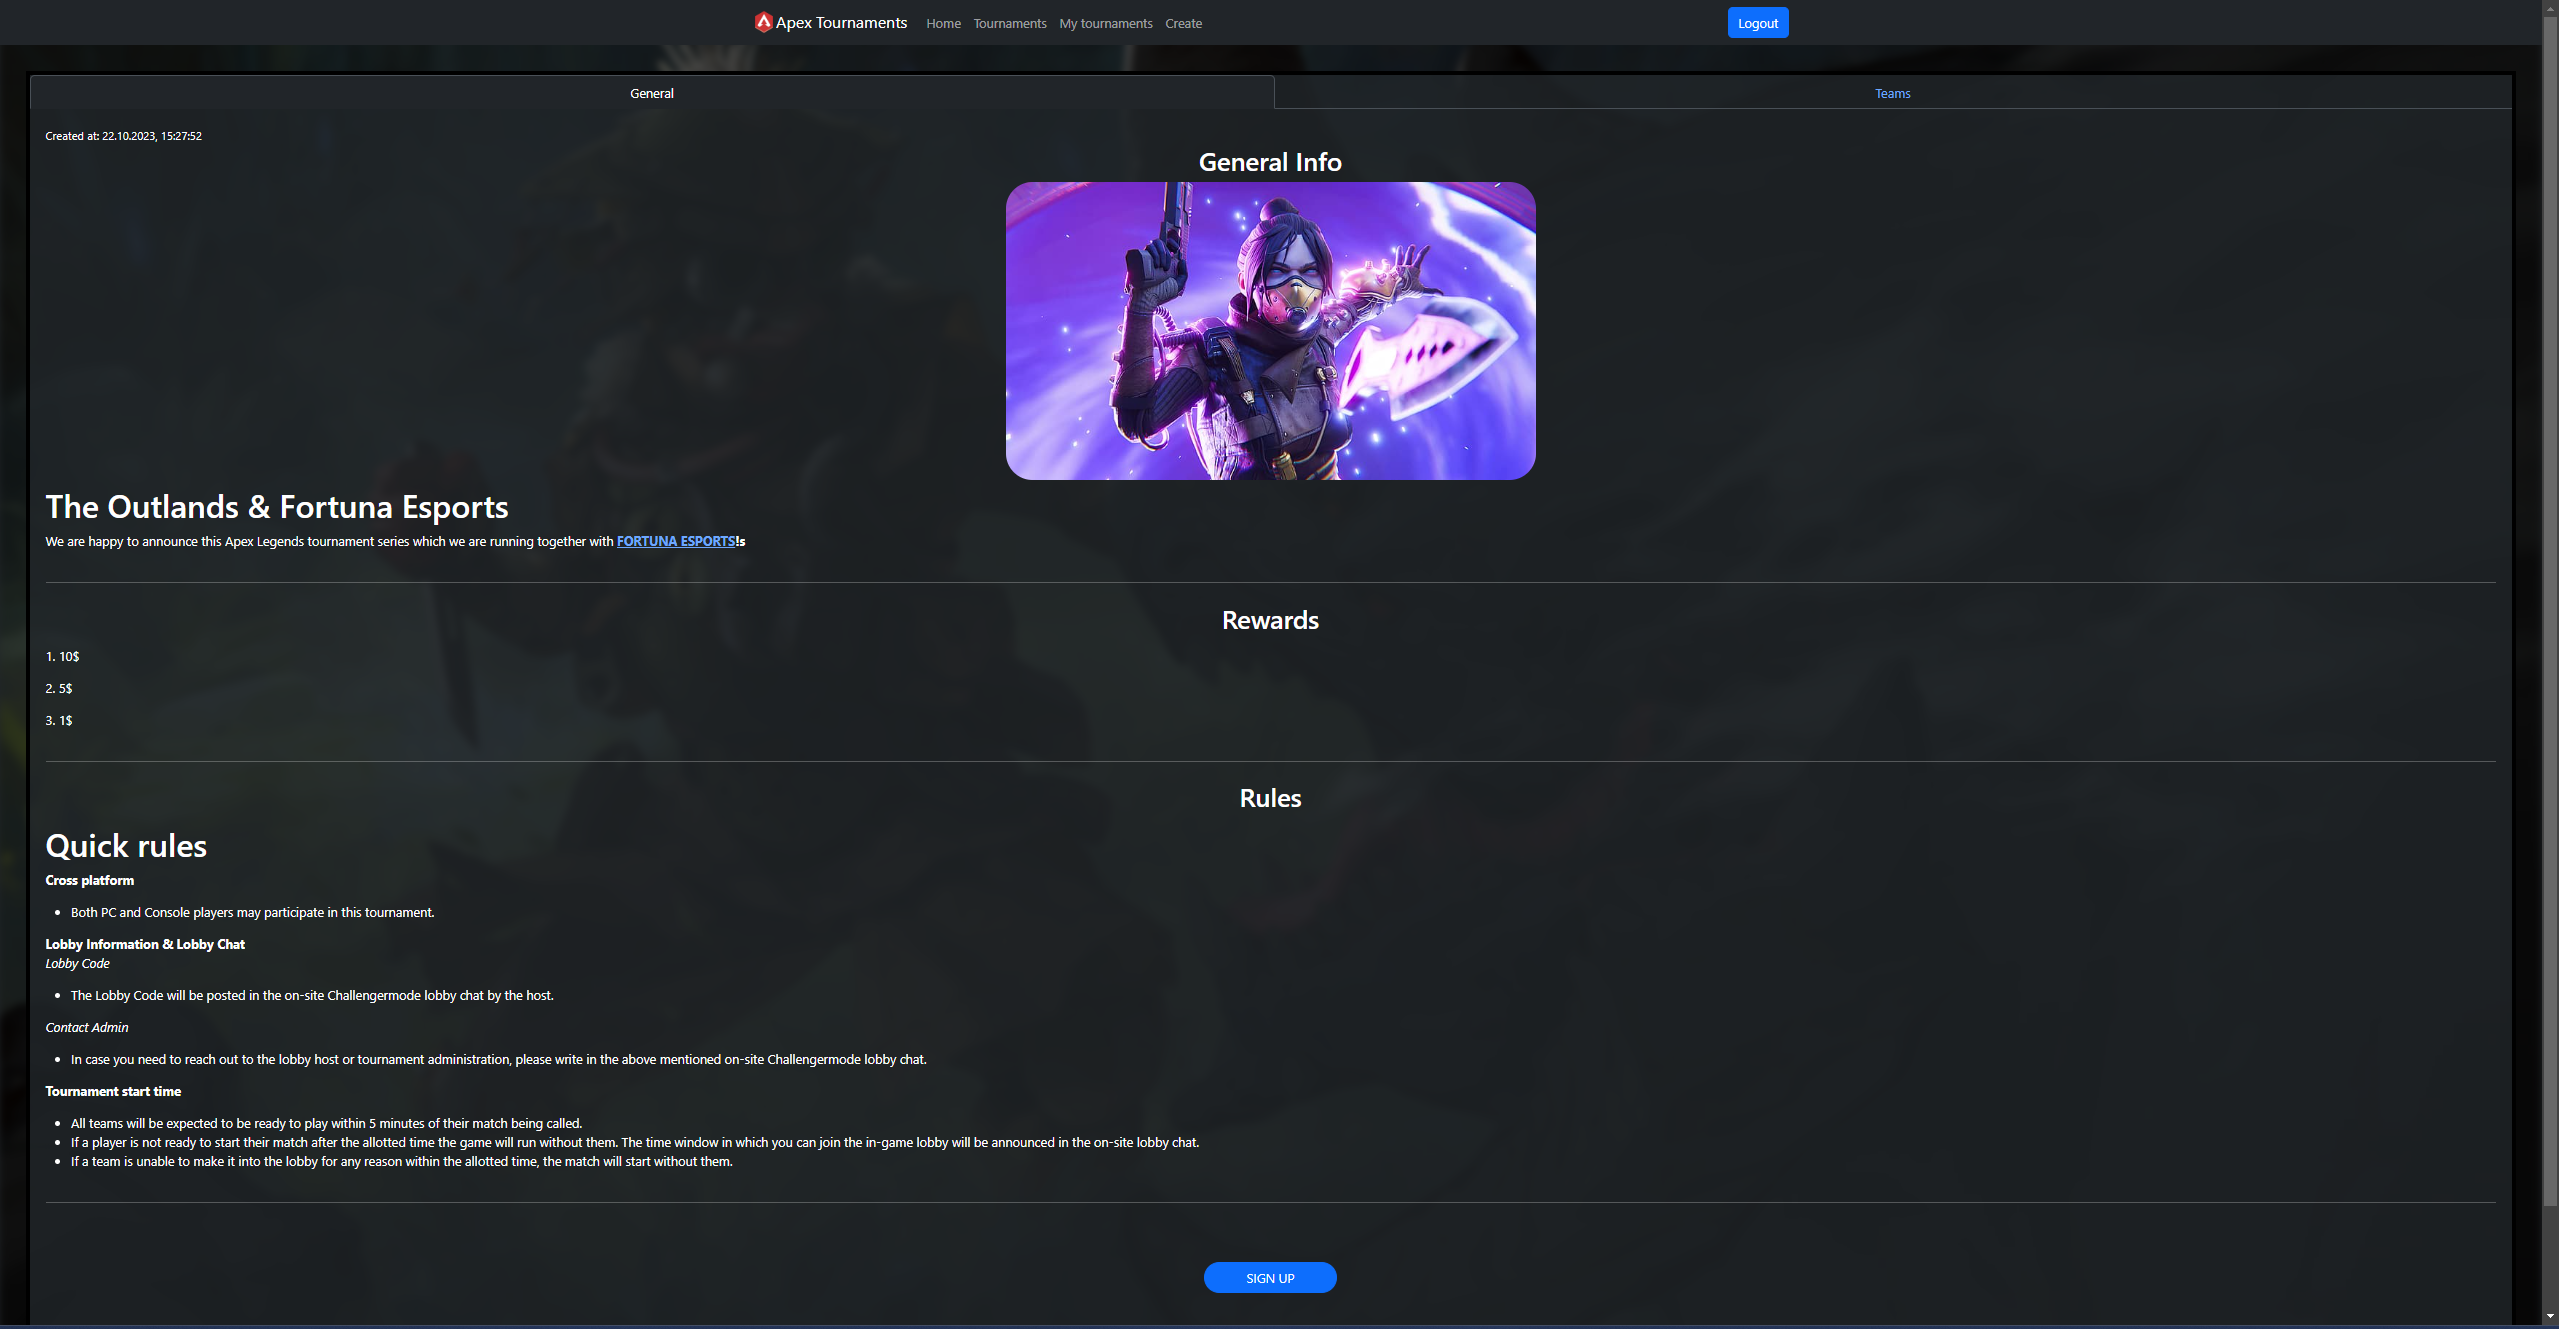 Apex Tournaments Home Tournaments My tournaments Create Logout
General Teams
Created at: 22.10.2023, 15:27:52
General Info
The Outlands & Fortuna Esports
We are happy to announce this Apex Legends tournament series which we are running together with FORTUNA ESPORTS!s
Rewards
1. 10$
2. 5$
3. 1$
Rules
Quick rules
Cross platform
• Both PC and Console players may participate in this tournament.
Lobby Information & Lobby Chat
Lobby Code
• The Lobby Code will be posted in the on-site Challengermode lobby chat by the host.
Contact Admin
• In case you need to reach out to the lobby host or tournament administration, please write in the above mentioned on-site Challengermode lobby chat.
Tournament start time
• All teams will be expected to be ready to play within 5 minutes of their match being called.
• If a player is not ready to start their match after the allotted time the game will run without them. The time window in which you can join the in-game lobby will be announced in the on-site lobby chat.
• If a team is unable to make it into the lobby for any reason within the allotted time, the match will start without them.
SIGN UP